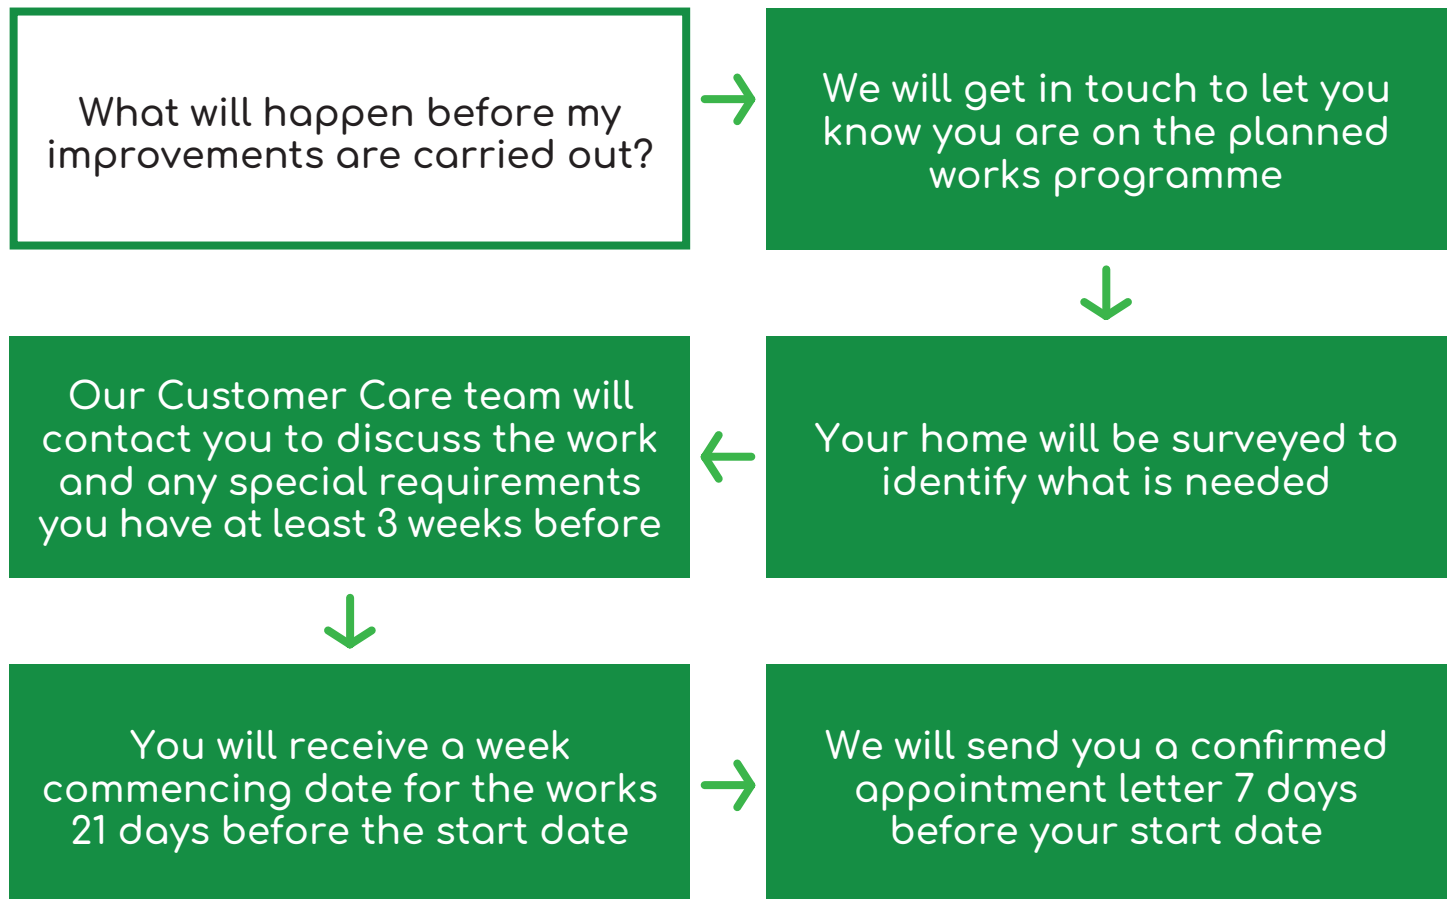 What will happen before my
improvements are carried out?
We will get in touch to let you
know you are on the planned
works programme
Your home will be surveyed to
identify what is needed
Our Customer Care team will
contact you to discuss the work
and any special requirements
you have at least 3 weeks before
You will receive a week
commencing date for the works
21 days before the start date
We will send you a confirmed
appointment letter 7 days
before your start date